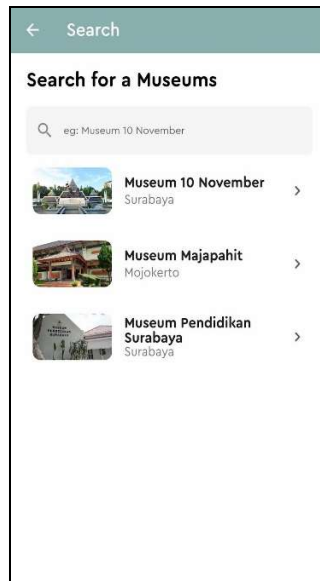 Search
Search for a Museums
eg: Museum 10 November
Museum 10 November
Surabaya
Museum Majapahit
Mojokerto
Museum Pendidikan
Surabaya
Surabaya